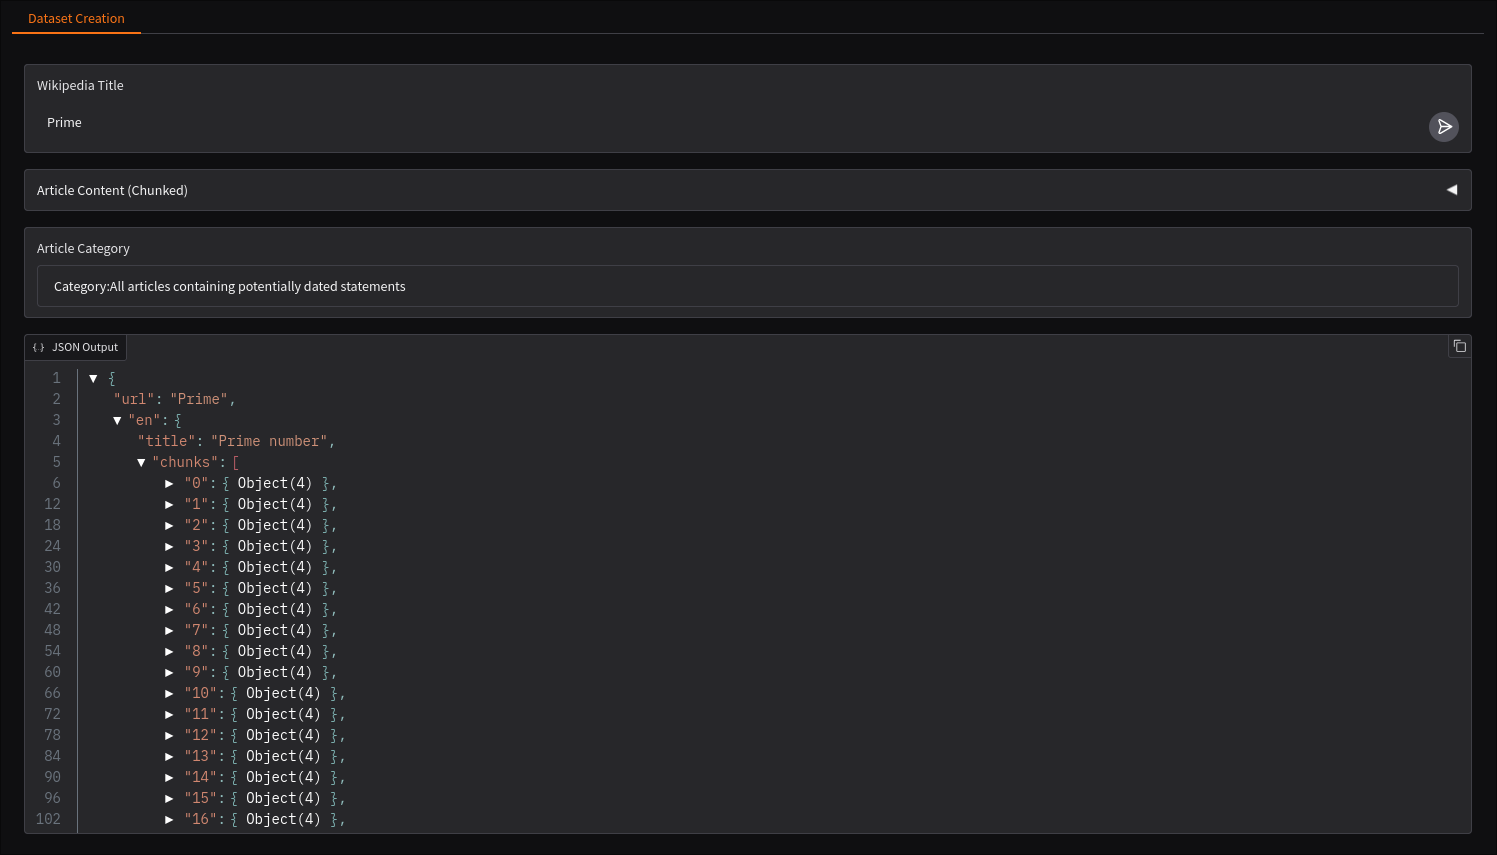 Dataset Creation
Wikipedia Title
Prime
Article Content (Chunked)
Article Category
Category:All articles containing potentially dated statements
JSON Output
1 {
2 "url": "Prime",
3 "en": {
4 "title": "Prime number",
5 "chunks": [
6 "0": { Object(4) },
12 "1": { Object(4) },
18 "2": { Object(4) },
24 "3": { Object(4) },
30 "4": { Object(4) },
36 "5": { Object(4) },
42 "6": { Object(4) },
48 "7": { Object(4) },
54 "8": { Object(4) },
60 "9": { Object(4) },
66 "10": { Object(4) },
72 "11": { Object(4) },
78 "12": { Object(4) },
84 "13": { Object(4) },
90 "14": { Object(4) },
96 "15": { Object(4) },
102 "16": { Object(4) },